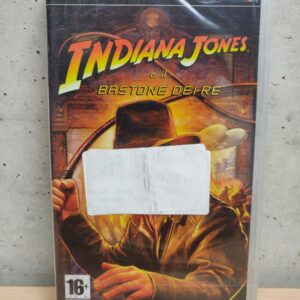 INDIANA JONES
e il
BASTONE DEI RE
16+